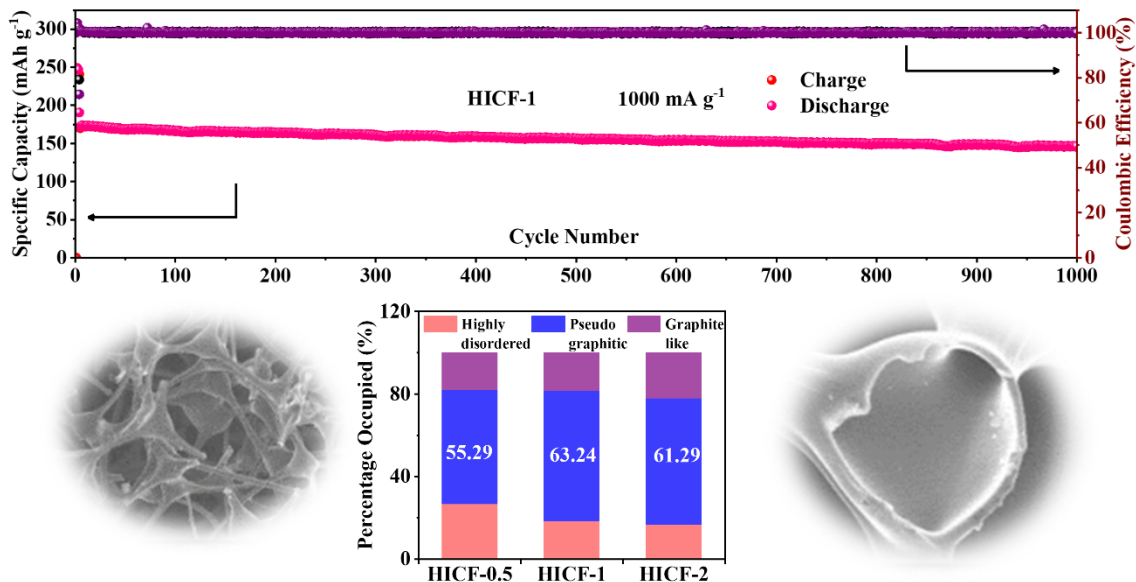 Specific Capacity (mAh g⁻¹)
300
250
200
150
100
50
0
HICF-1 1000 mA g⁻¹
Charge
Discharge
Cycle Number
0 100 200 300 400 500 600 700 800 900 1000
100
80
60
40
20
0
Coulombic Efficiency (%)
Percentage Occupied (%)
120
80
40
0
Highly
disordered
Pseudo
graphitic
Graphite
like
55.29
63.24
61.29
HICF-0.5 HICF-1 HICF-2